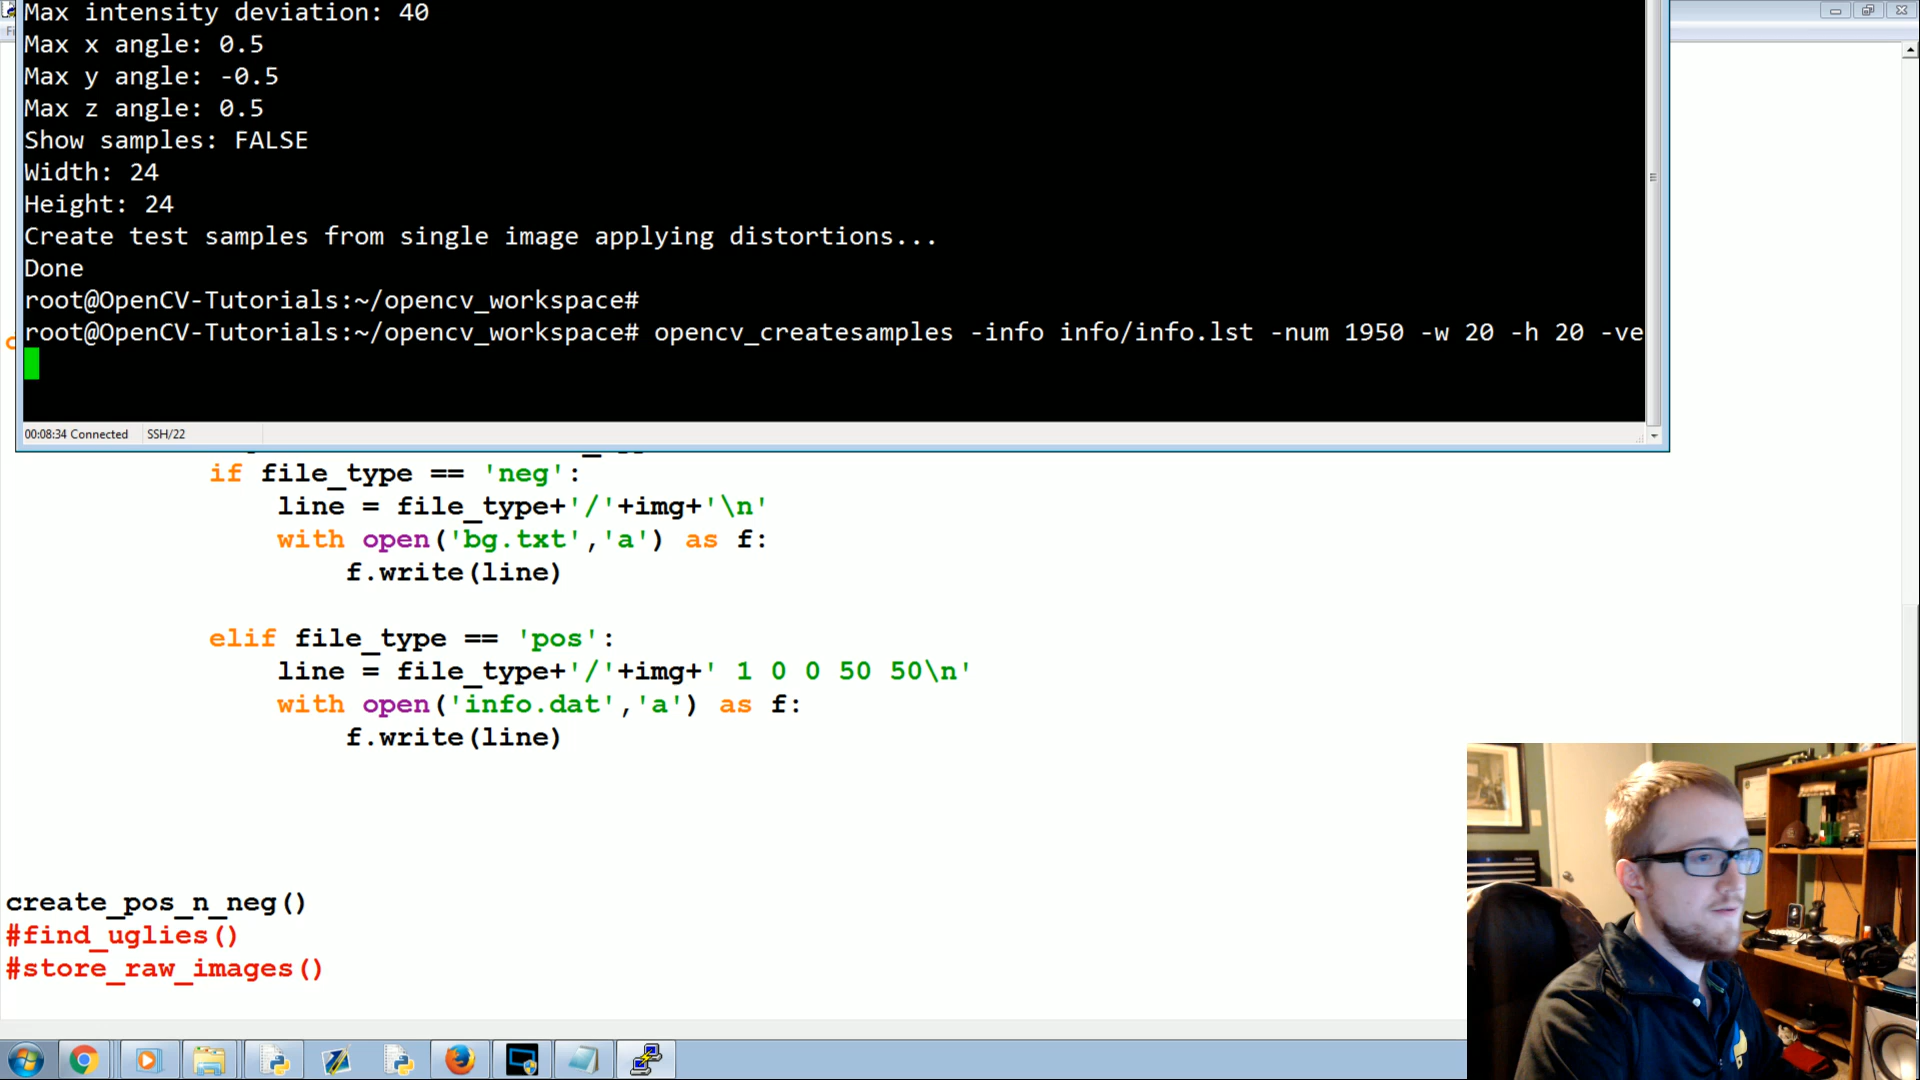 Max intensity deviation: 40
Max x angle: 0.5
Max y angle: -0.5
Max z angle: 0.5
Show samples: FALSE
Width: 24
Height: 24
Create test samples from single image applying distortions...
Done
root@OpenCV-Tutorials:~/opencv_workspace#
root@OpenCV-Tutorials:~/opencv_workspace# opencv_createsamples -info info/info.lst -num 1950 -w 20 -h 20 -ve
00:08:34 Connected SSH/22
if file_type == 'neg':
line = file_type+'/'+img+'\n'
with open('bg.txt','a') as f:
f.write(line)
elif file_type == 'pos':
line = file_type+'/'+img+' 1 0 0 50 50\n'
with open('info.dat','a') as f:
f.write(line)
create_pos_n_neg()
#find_uglies()
#store_raw_images()